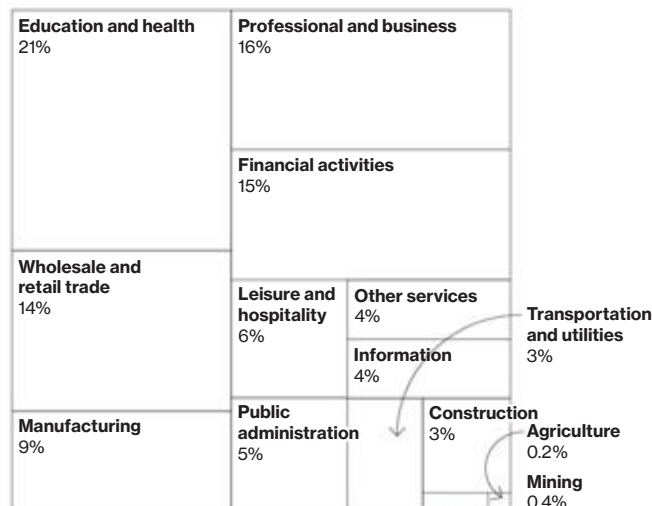 Education and health
21%
Professional and business
16%
Financial activities
15%
Wholesale and
retail trade
14%
Leisure and
hospitality
6%
Other services
4%
Transportation
and utilities
3%
Information
4%
Manufacturing
9%
Public
administration
5%
Construction
3%
Agriculture
0.2%
Mining
0.4%